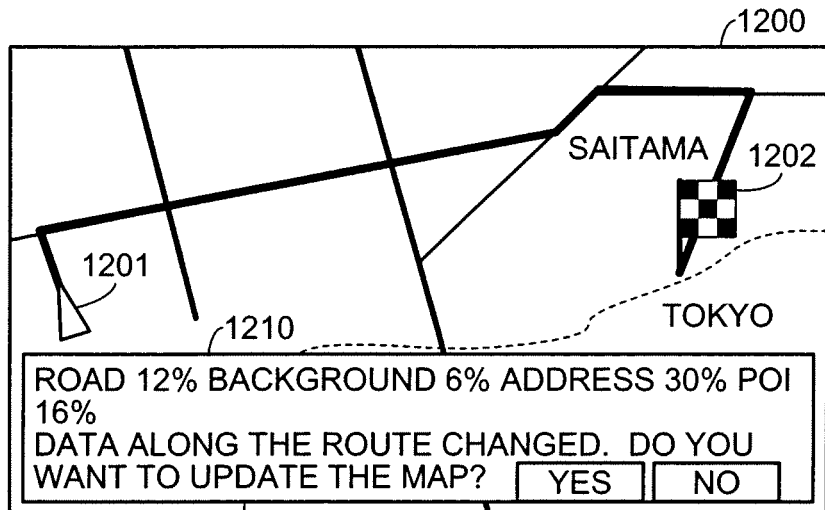 1200
SAITAMA
1202
1201
TOKYO
1210
ROAD 12% BACKGROUND 6% ADDRESS 30% POI
16%
DATA ALONG THE ROUTE CHANGED. DO YOU
WANT TO UPDATE THE MAP? YES NO